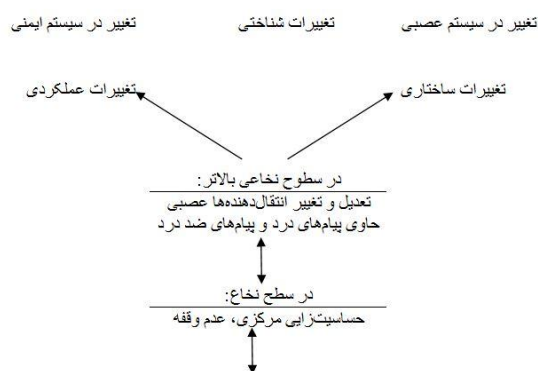 تغییر در سیستم عصبی
تغییرات شناختی
تغییر در سیستم ایمنی
تغییرات ساختاری
تغییرات عملکردی
در سطوح نخاعی بالاتر:
تعدیل و تغییر انتقال‌دهنده‌ها عصبی
حاوی پیام‌های درد و پیام‌های ضد درد
در سطح نخاع:
حساسیت‌زایی مرکزی، عدم وقفه